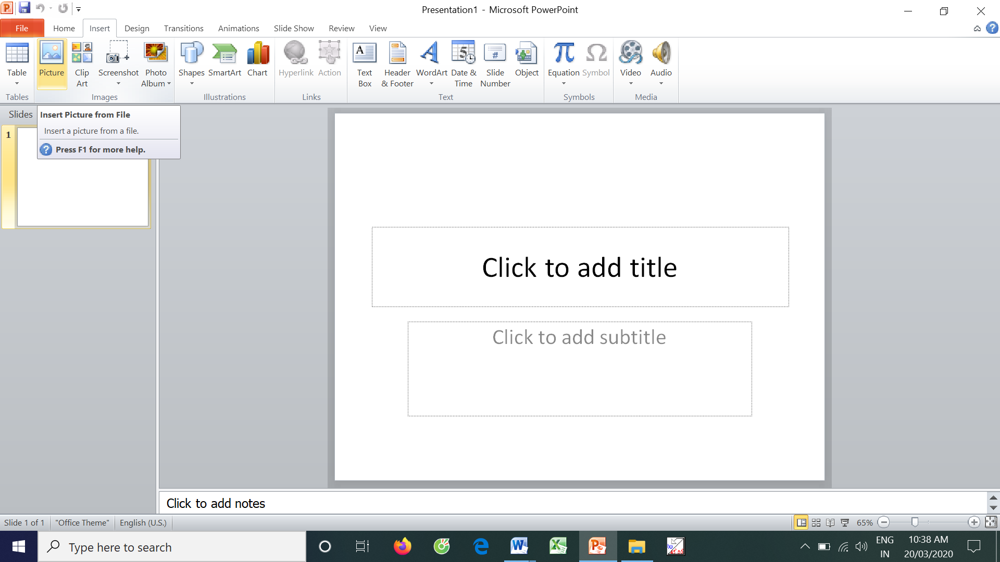 Presentation1 - Microsoft PowerPoint
File Home Insert Design Transitions Animations Slide Show Review View
Table
Picture
Clip
Art
Screenshot
Photo
Album
Shapes
SmartArt
Chart
Hyperlink
Action
Text
Box
Header
& Footer
WordArt
Date &
Time
Slide
Number
Object
Equation
Symbol
Video
Audio
Tables
Images
Illustrations
Links
Text
Symbols
Media
Slides
Insert Picture from File
Insert a picture from a file.
Press F1 for more help.
1
Click to add title
Click to add subtitle
Click to add notes
Slide 1 of 1
"Office Theme"
English (U.S.)
65%
Type here to search
ENG
IN
10:38 AM
20/03/2020